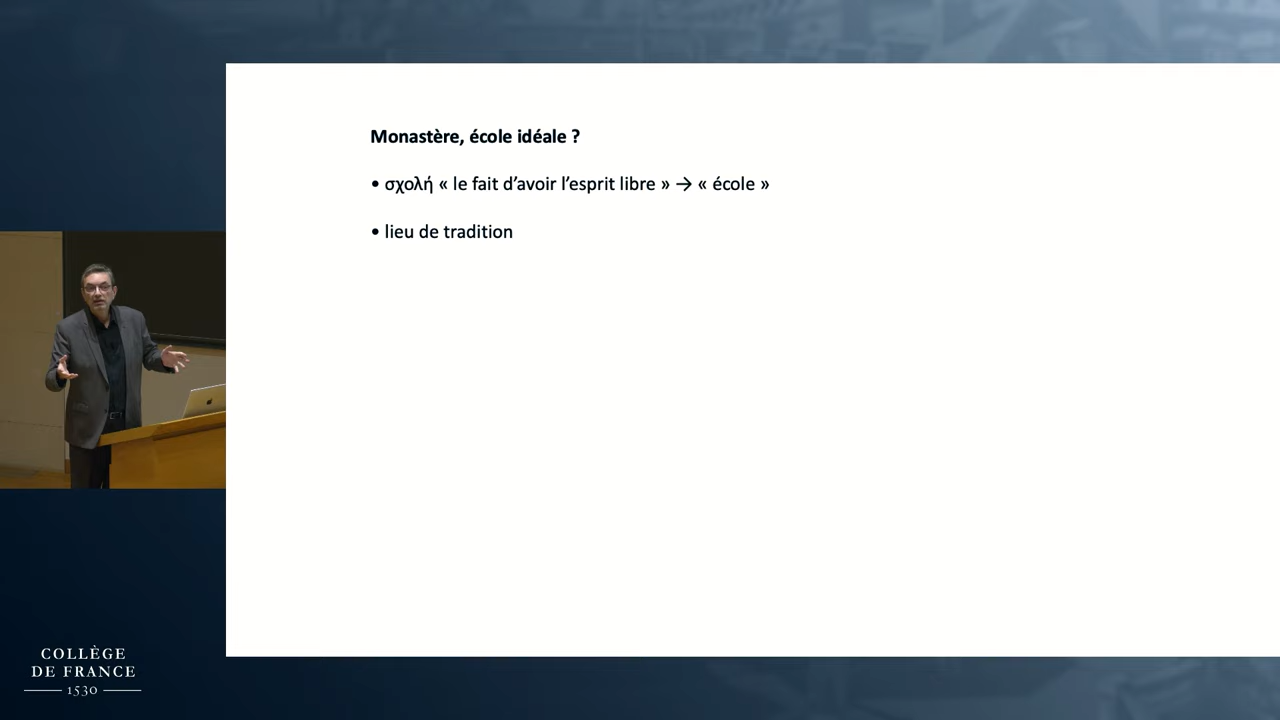 Monastère, école idéale ?
• σχολή « le fait d’avoir l’esprit libre » → « école »
• lieu de tradition
COLLÈGE
DE FRANCE
1530